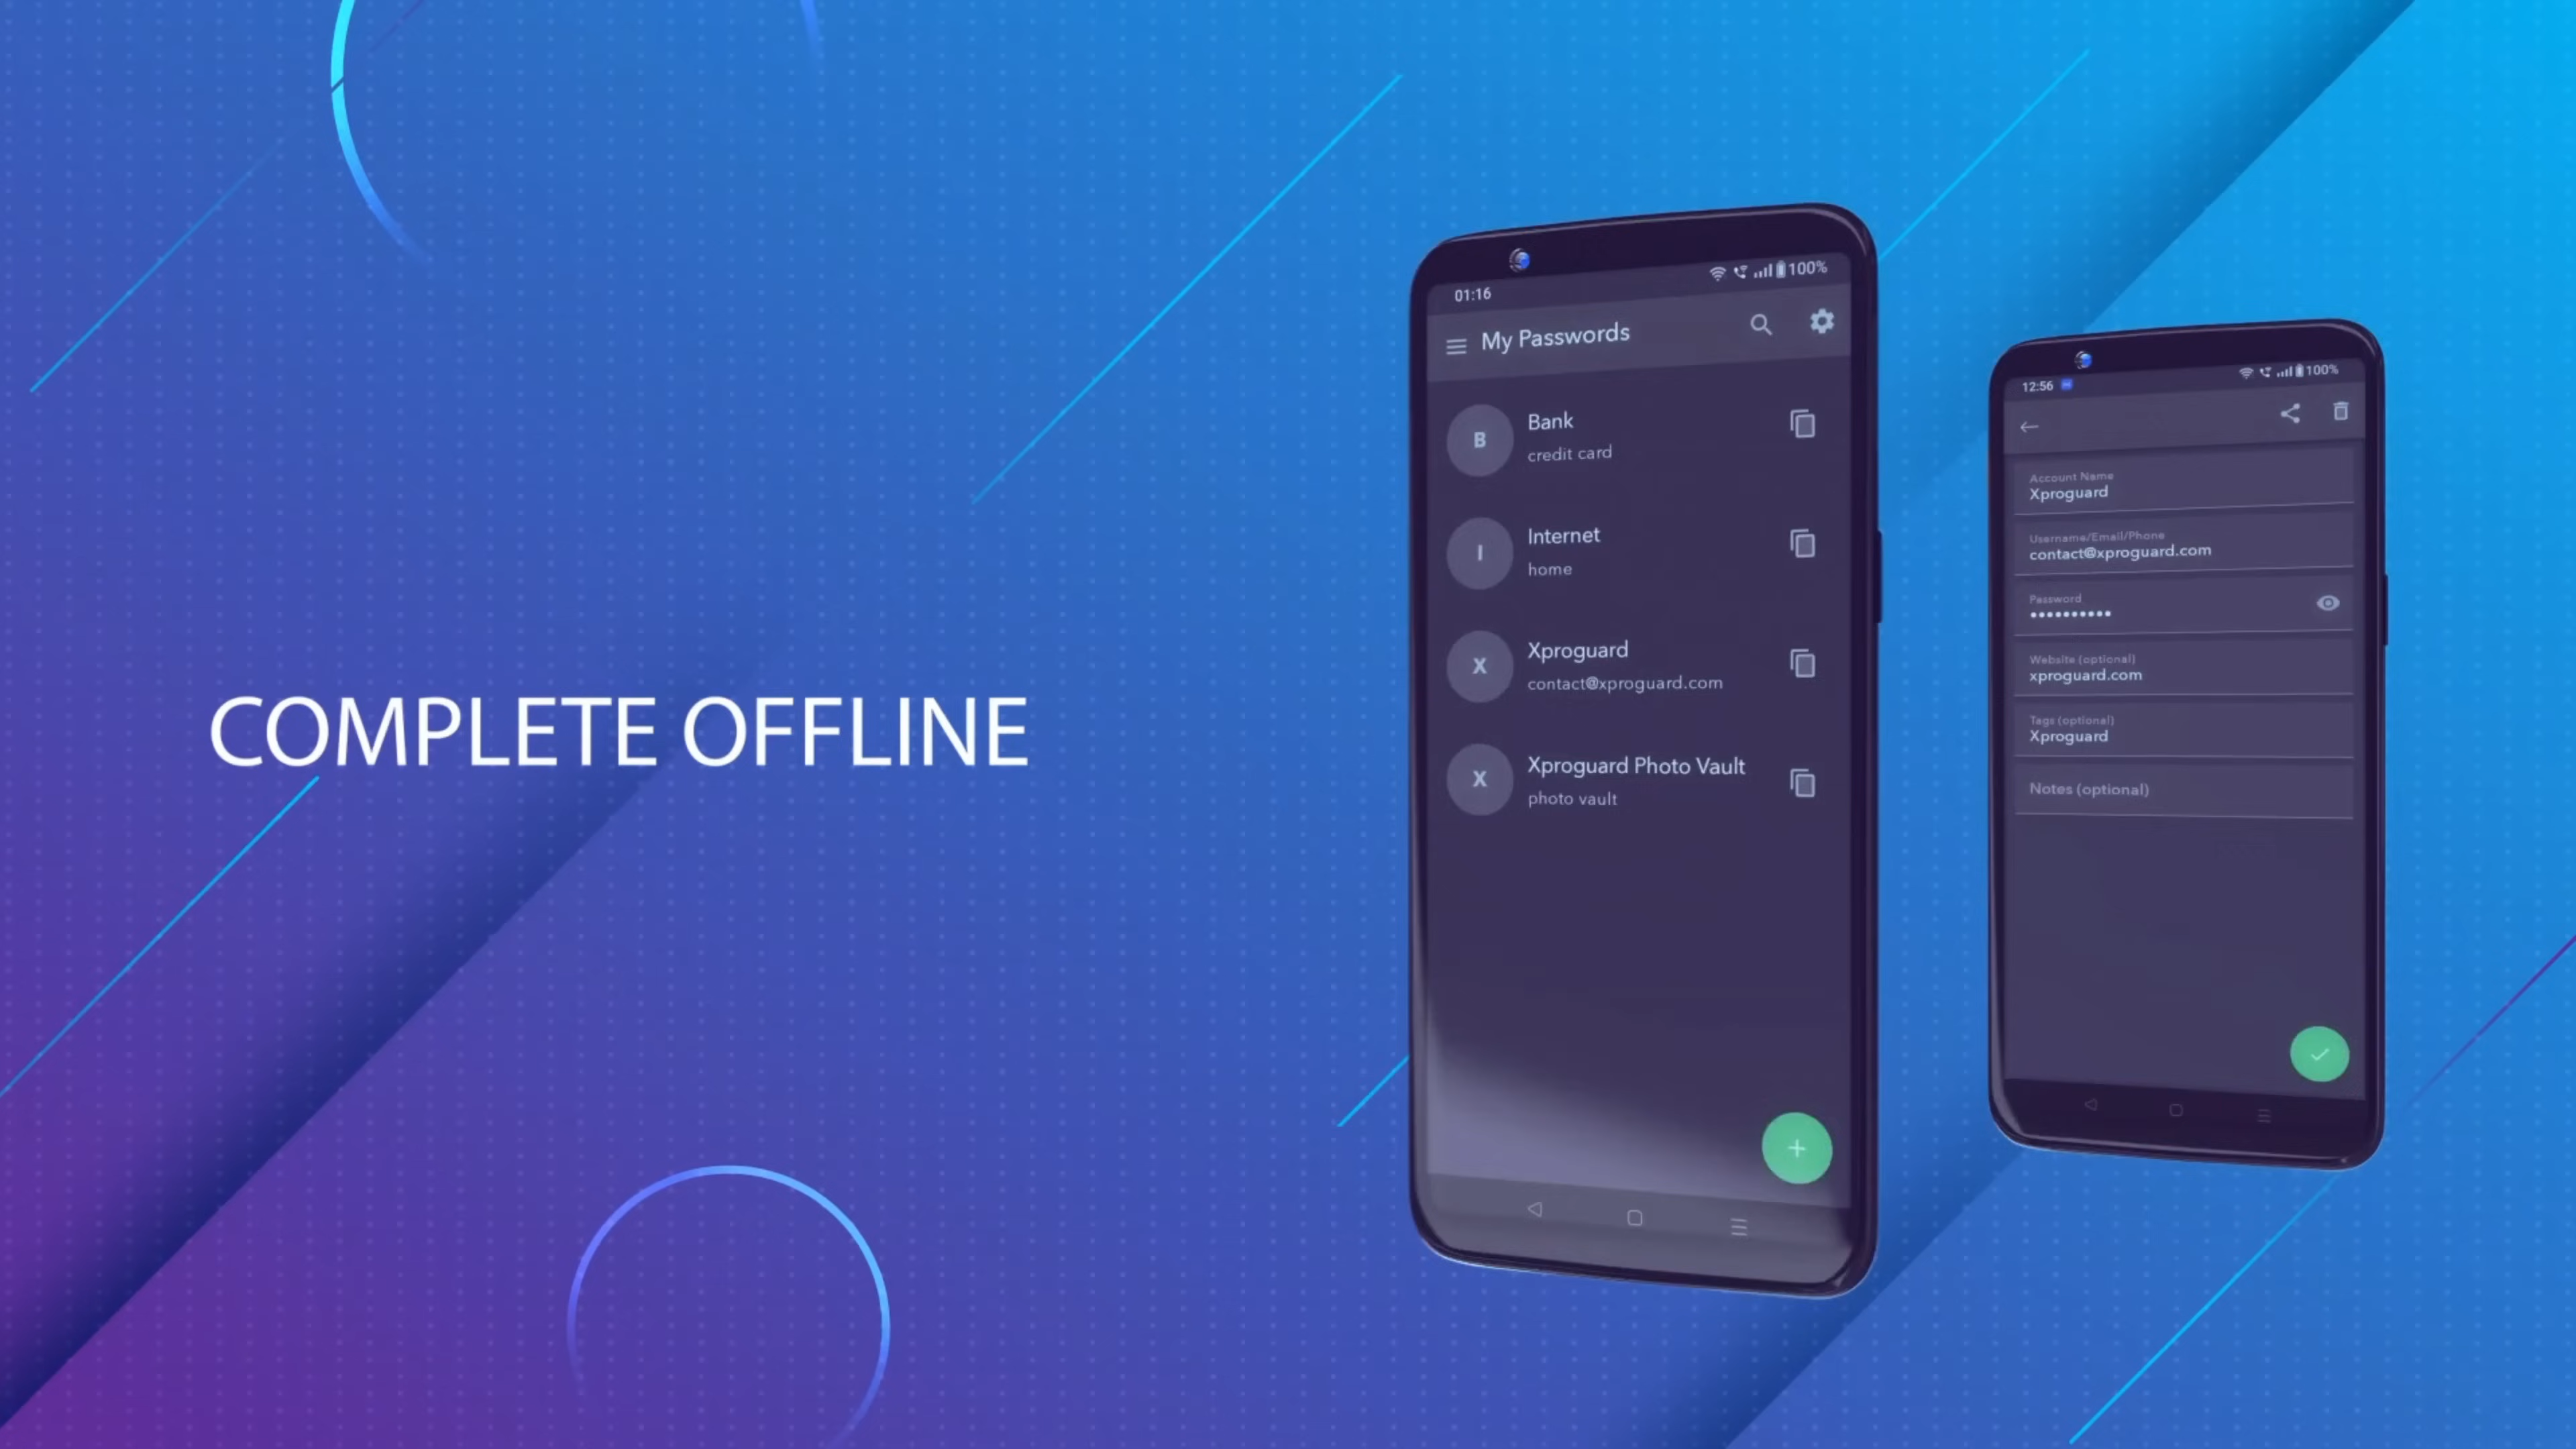 COMPLETE OFFLINE
01:16
100%
My Passwords
B
Bank
credit card
I
Internet
home
X
Xproguard
contact@xproguard.com
X
Xproguard Photo Vault
photo vault
12:56
100%
Account Name
Xproguard
Username/Email/Phone
contact@xproguard.com
Password
Website (optional)
xproguard.com
Tags (optional)
Xproguard
Notes (optional)